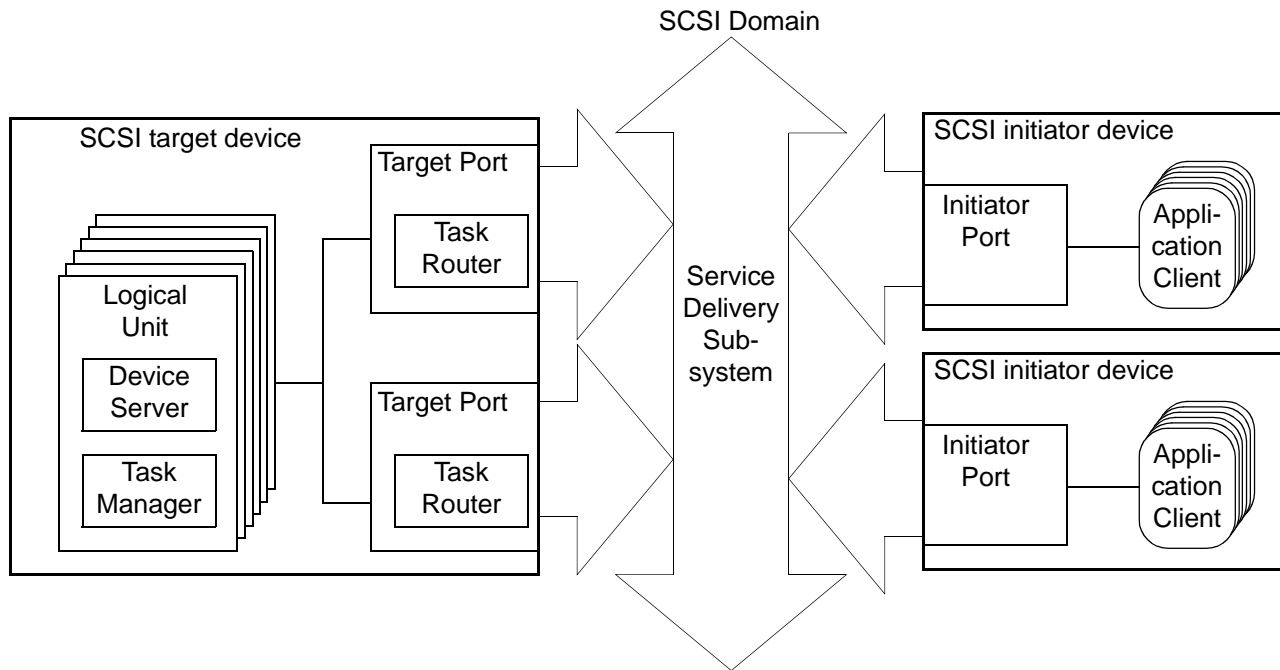 SCSI Domain
SCSI target device
Target Port
Task
Router
Logical
Unit
Device
Server
Task
Manager
Target Port
Task
Router
Service
Delivery
Sub-
system
SCSI initiator device
Initiator
Port
Appli-
cation
Client
SCSI initiator device
Initiator
Port
Appli-
cation
Client